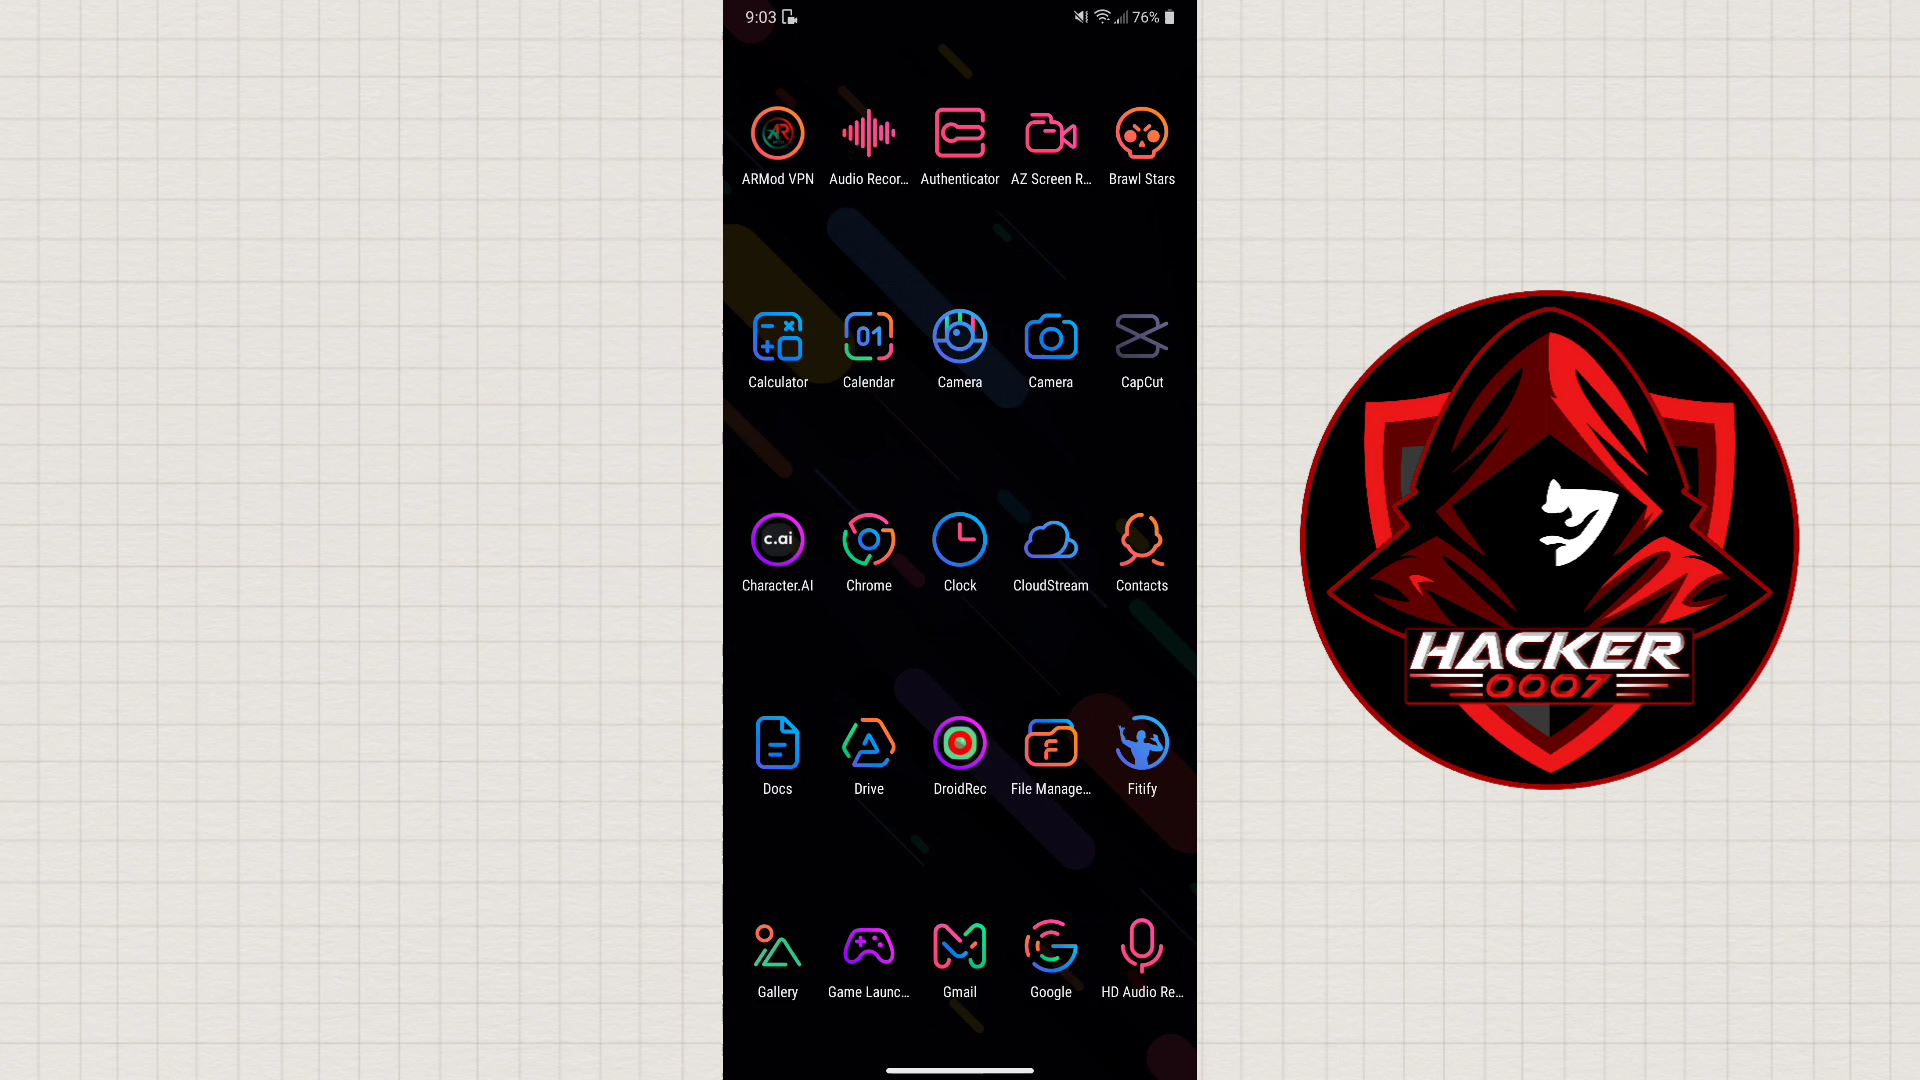 9:03
76%
ARMod VPN
Audio Recor...
Authenticator
AZ Screen R...
Brawl Stars
01
Calculator
Calendar
Camera
Camera
CapCut
c.ai
Character.AI
Chrome
Clock
CloudStream
Contacts
Docs
Drive
DroidRec
File Manage...
Fitify
Gallery
Game Launc...
Gmail
Google
HD Audio Re...
HACKER
0007